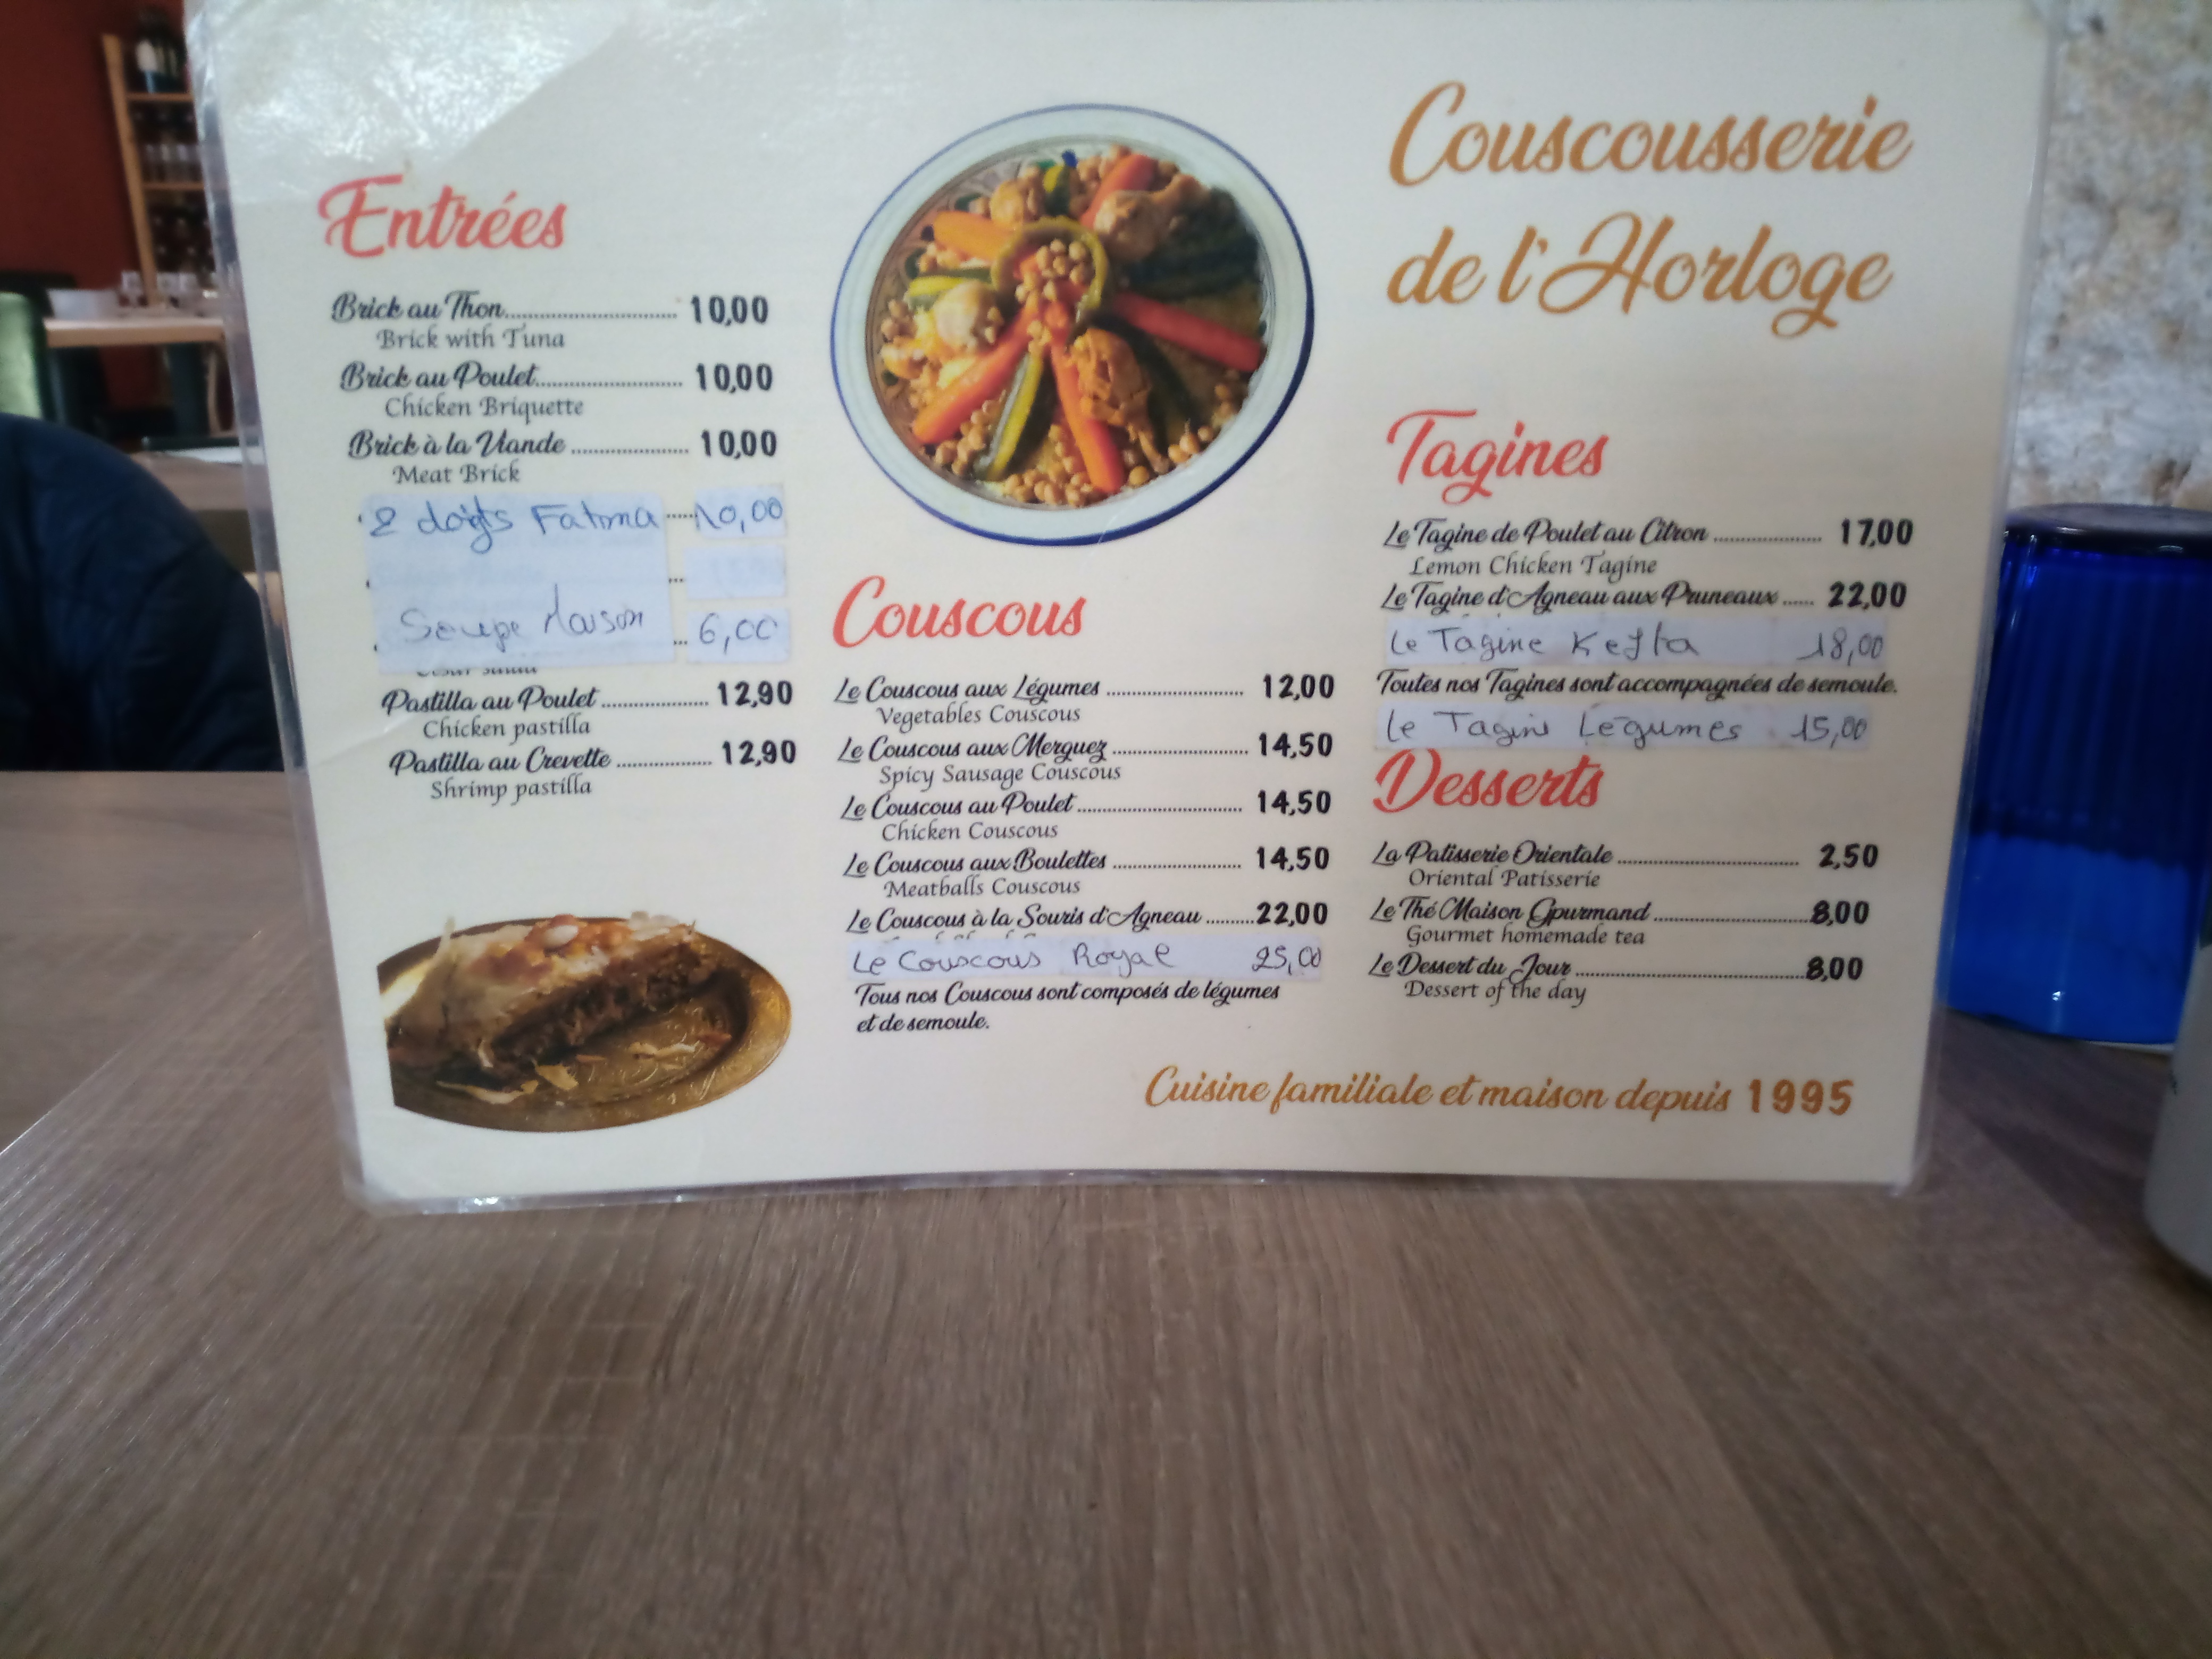 Entrées
Brick au Thon 10,00
Brick with Tuna
Brick au Poulet 10,00
Chicken Briquette
Brick à la Viande 10,00
Meat Brick
2 doigts Fatma 10,00
Soupe Maison 6,00
Pastilla au Poulet 12,90
Chicken pastilla
Pastilla au Crevette 12,90
Shrimp pastilla
Couscous
Le Couscous aux Légumes 12,00
Vegetables Couscous
Le Couscous aux Merguez 14,50
Spicy Sausage Couscous
Le Couscous au Poulet 14,50
Chicken Couscous
Le Couscous aux Boulettes 14,50
Meatballs Couscous
Le Couscous à la Souris d'Agneau 22,00
Le Couscous Royal 25,00
Tous nos Couscous sont composés de légumes
et de semoule.
Couscousserie
de l'Horloge
Tagines
Le Tagine de Poulet au Citron 17,00
Lemon Chicken Tagine
Le Tagine d'Agneau aux Pruneaux 22,00
Le Tagine Kefta 18,00
Toutes nos Tagines sont accompagnées de semoule.
Le Tagine Légumes 15,00
Desserts
La Patisserie Orientale 2,50
Oriental Patisserie
Le Thé Maison Gourmand 8,00
Gourmet homemade tea
Le Dessert du Jour 8,00
Dessert of the day
Cuisine familiale et maison depuis 1995